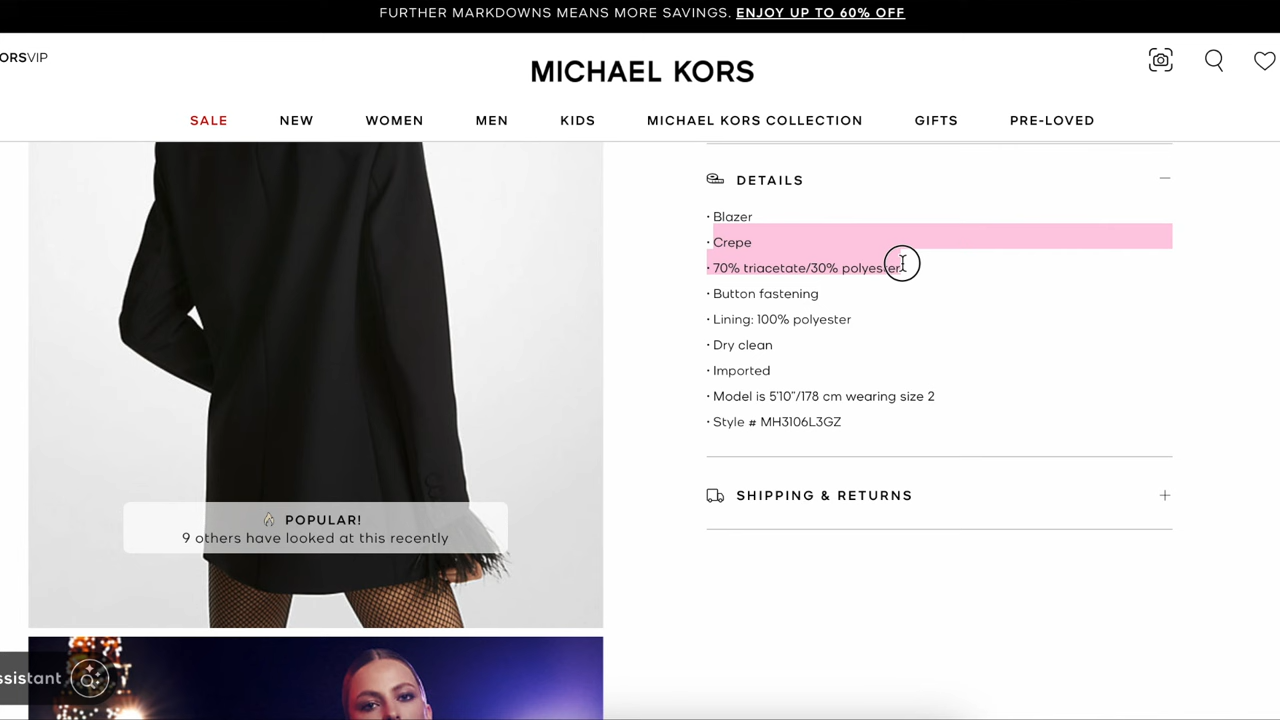 FURTHER MARKDOWNS MEANS MORE SAVINGS. ENJOY UP TO 60% OFF
ORSVIP
MICHAEL KORS
SALE NEW WOMEN MEN KIDS MICHAEL KORS COLLECTION GIFTS PRE-LOVED
DETAILS
• Blazer
• Crepe
• 70% triacetate/30% polyester
• Button fastening
• Lining: 100% polyester
• Dry clean
• Imported
• Model is 5'10"/178 cm wearing size 2
• Style # MH3106L3GZ
SHIPPING & RETURNS
POPULAR!
9 others have looked at this recently
sistant